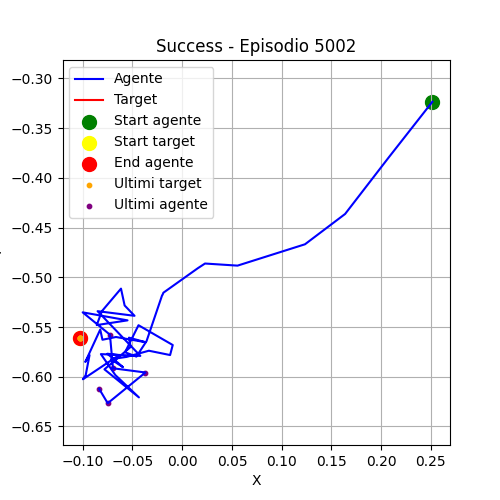 Success - Episodio 5002
Agente
Target
Start agente
Start target
End agente
Ultimi target
Ultimi agente
−0.30
−0.35
−0.40
−0.45
−0.50
−0.55
−0.60
−0.65
−0.10
−0.05
0.00
0.05
0.10
0.15
0.20
0.25
X